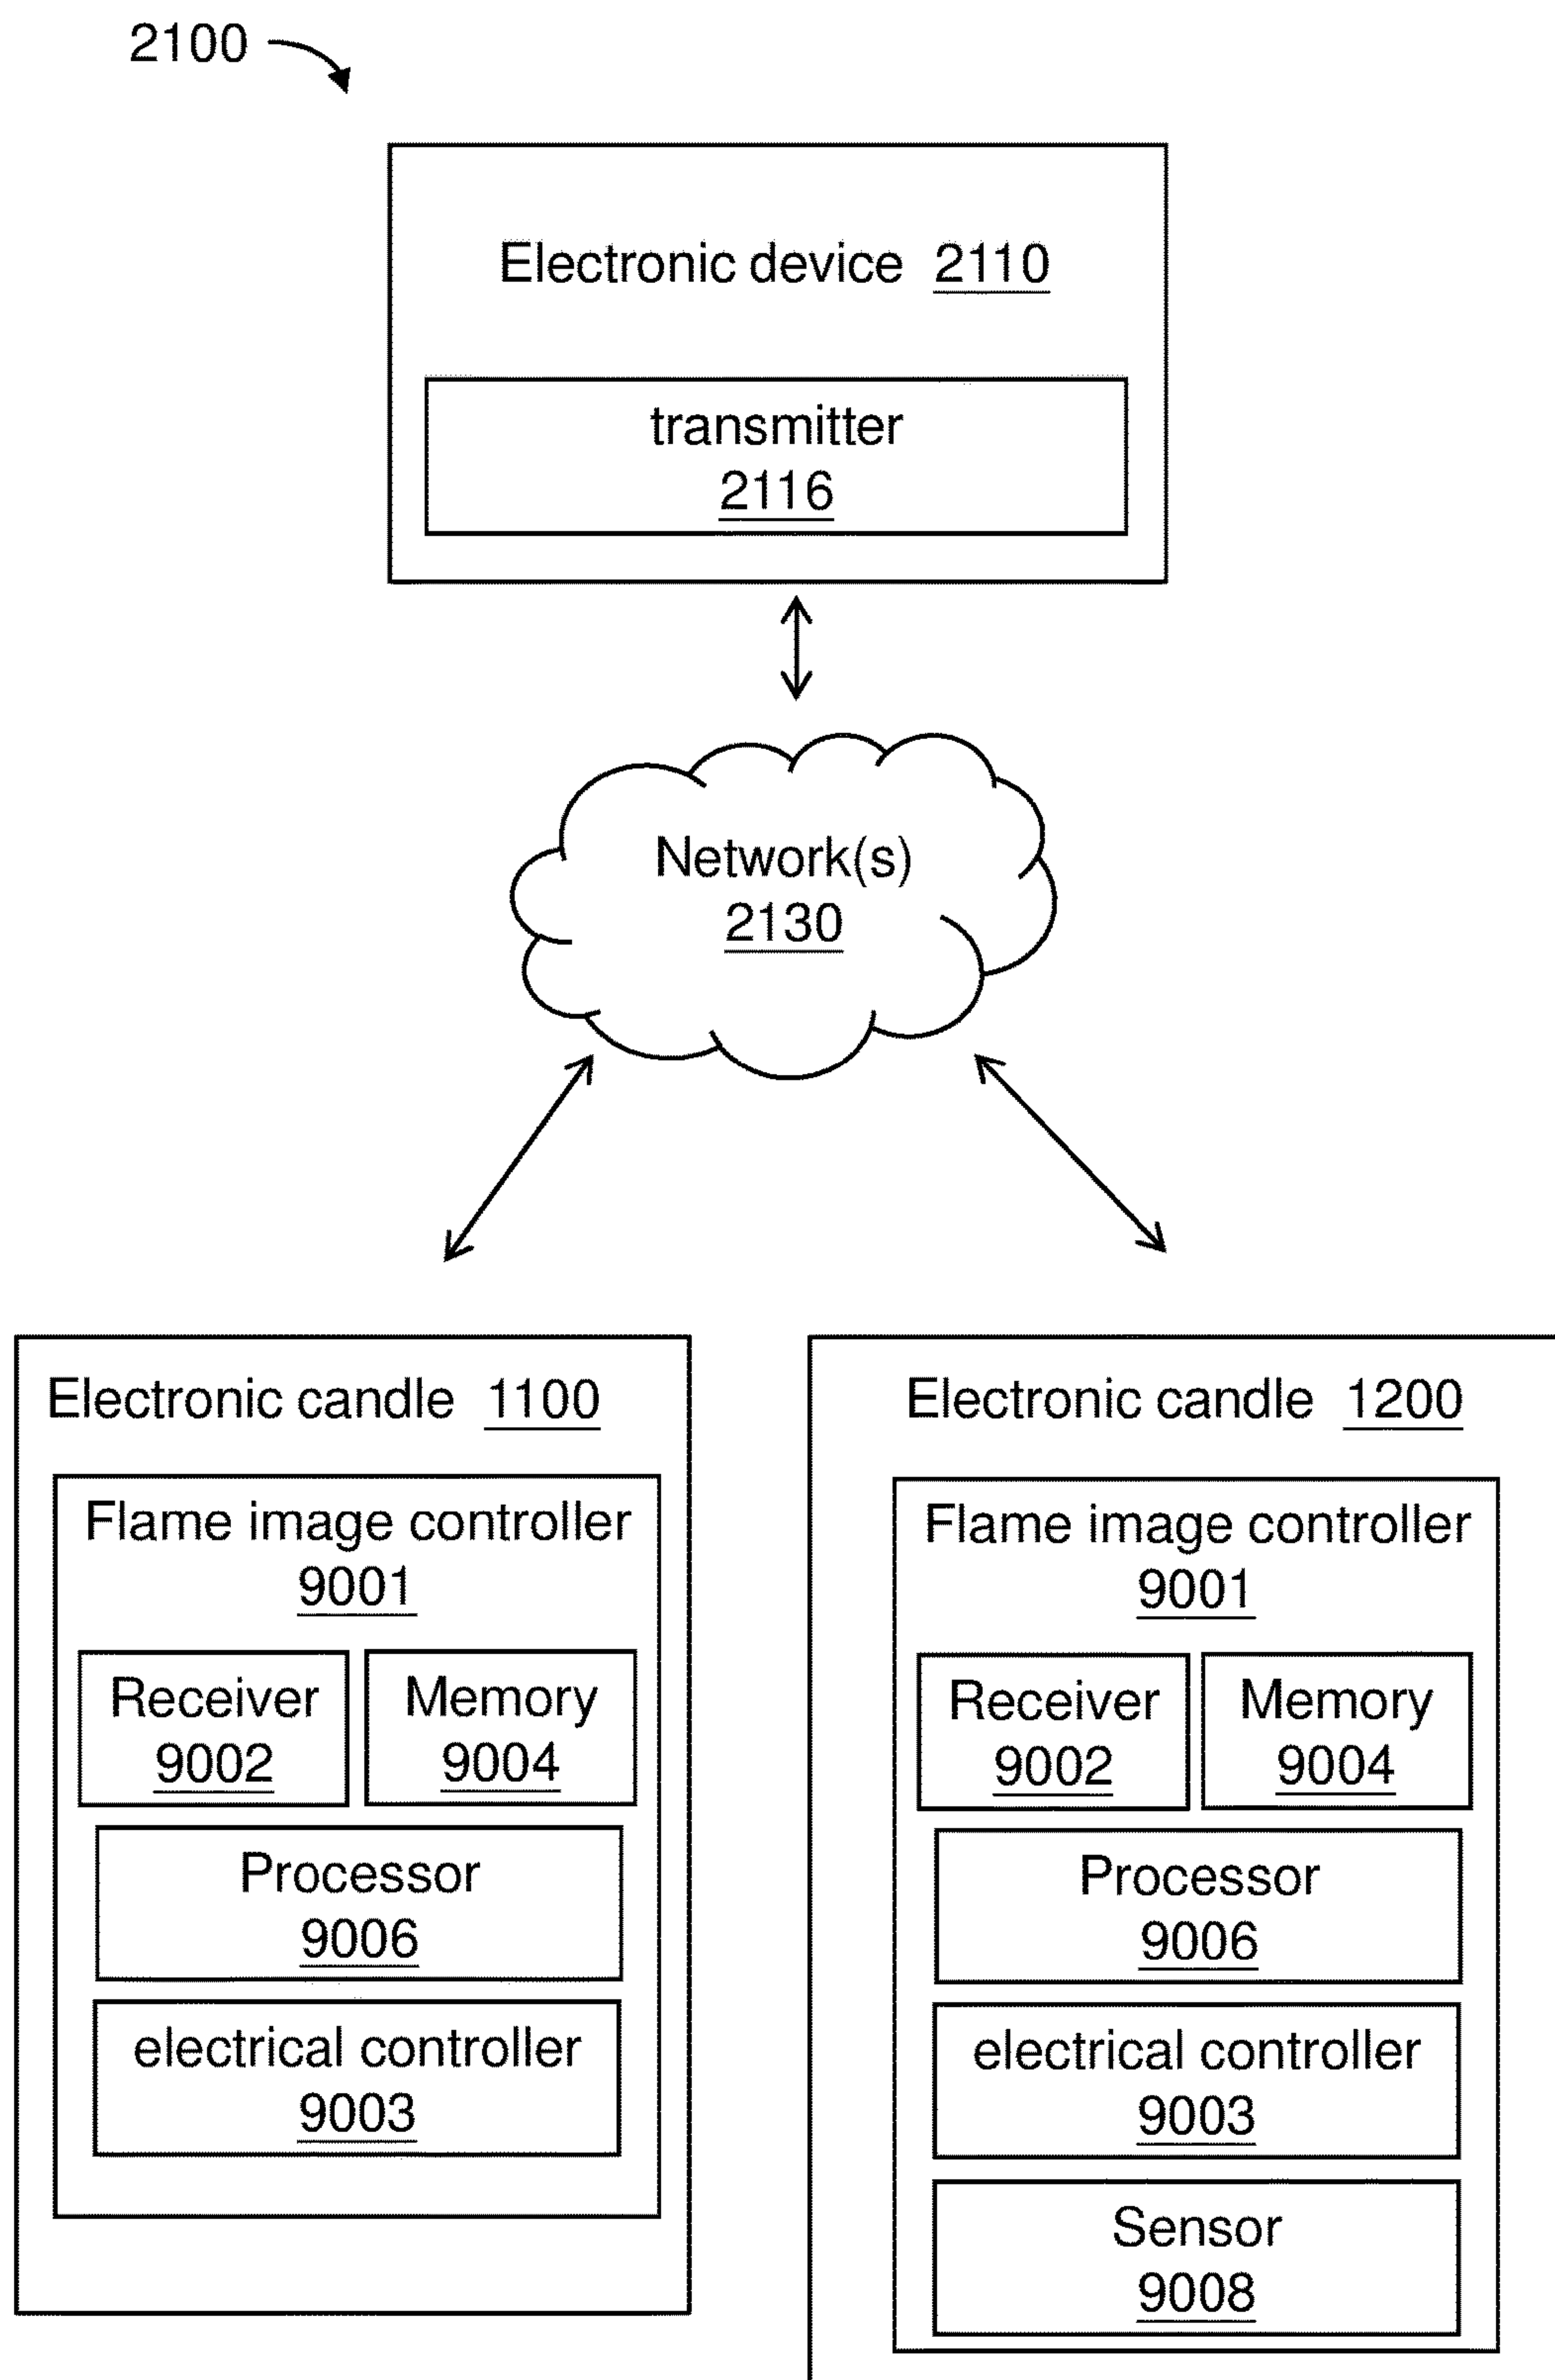 2100
Electronic device 2110
transmitter
2116
Network(s)
2130
Electronic candle 1100
Flame image controller
9001
Receiver
9002
Memory
9004
Processor
9006
electrical controller
9003
Electronic candle 1200
Flame image controller
9001
Receiver
9002
Memory
9004
Processor
9006
electrical controller
9003
Sensor
9008